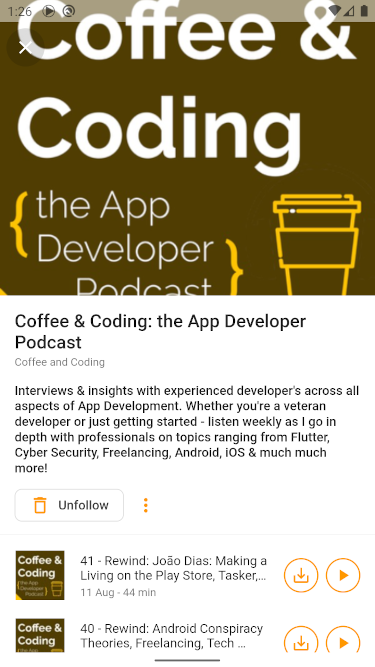 1:26
Coffee &
Coding
the App
Developer
Podcast
Coffee & Coding: the App Developer
Podcast
Coffee and Coding
Interviews & insights with experienced developer's across all
aspects of App Development. Whether you're a veteran
developer or just getting started - listen weekly as I go in
depth with professionals on topics ranging from Flutter,
Cyber Security, Freelancing, Android, iOS & much much
more!
Unfollow
Coffee &
Coding
the App
Developer
Podcast
41 - Rewind: João Dias: Making a
Living on the Play Store, Tasker,...
11 Aug - 44 min
Coffee &
Coding
40 - Rewind: Android Conspiracy
Theories, Freelancing, Tech ...